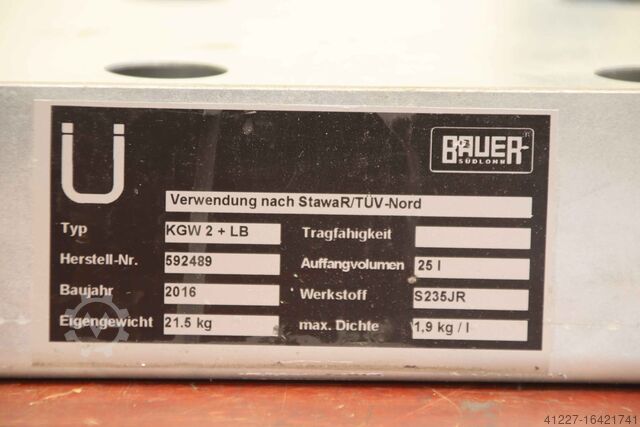 Ü
BAUER ®
SÜDLOHN
Verwendung nach StawaR/TÜV-Nord
Typ KGW 2 + LB Tragfähigkeit
Herstell-Nr. 592489 Auffangvolumen 25 l
Baujahr 2016 Werkstoff S235JR
Eigengewicht 21.5 kg max. Dichte 1,9 kg / l
41227-16421741